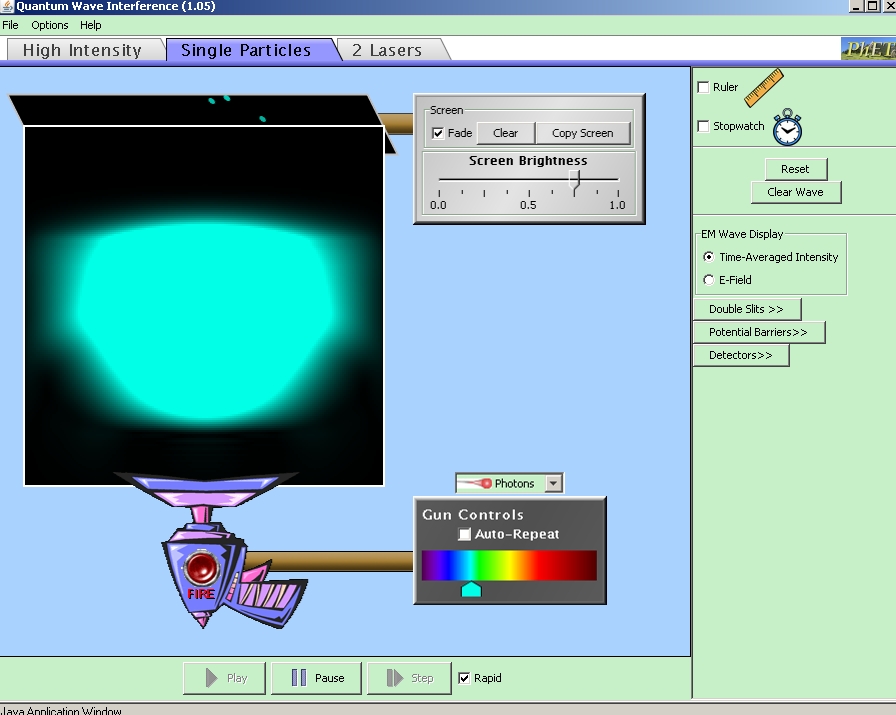 Quantum Wave Interference (1.05)
File Options Help
High Intensity Single Particles 2 Lasers
PhET
Screen
Fade Clear Copy Screen
Screen Brightness
0.0 0.5 1.0
Ruler
Stopwatch
Reset
Clear Wave
EM Wave Display
Time-Averaged Intensity
E-Field
Double Slits >>
Potential Barriers>>
Detectors>>
Photons
Gun Controls
Auto-Repeat
FIRE
Play Pause Step Rapid
Java Application Window